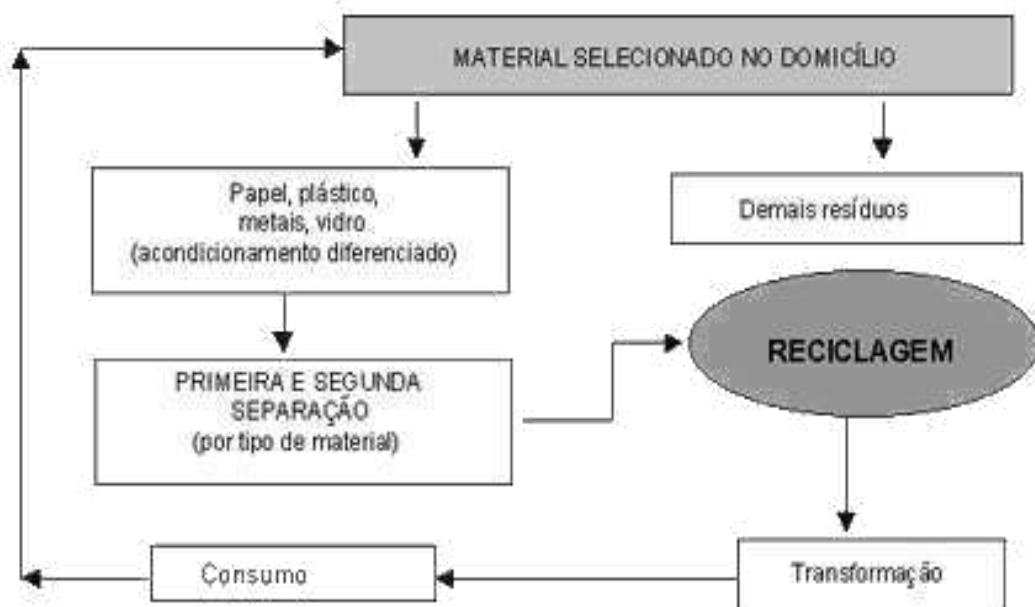 MATERIAL SELECIONADO NO DOMICÍLIO
Papel, plástico,
metais, vidro
(acondicionamento diferenciado)
Demais resíduos
RECICLAGEM
PRIMEIRA E SEGUNDA
SEPARAÇÃO
(por tipo de material)
Consumo
Transformação